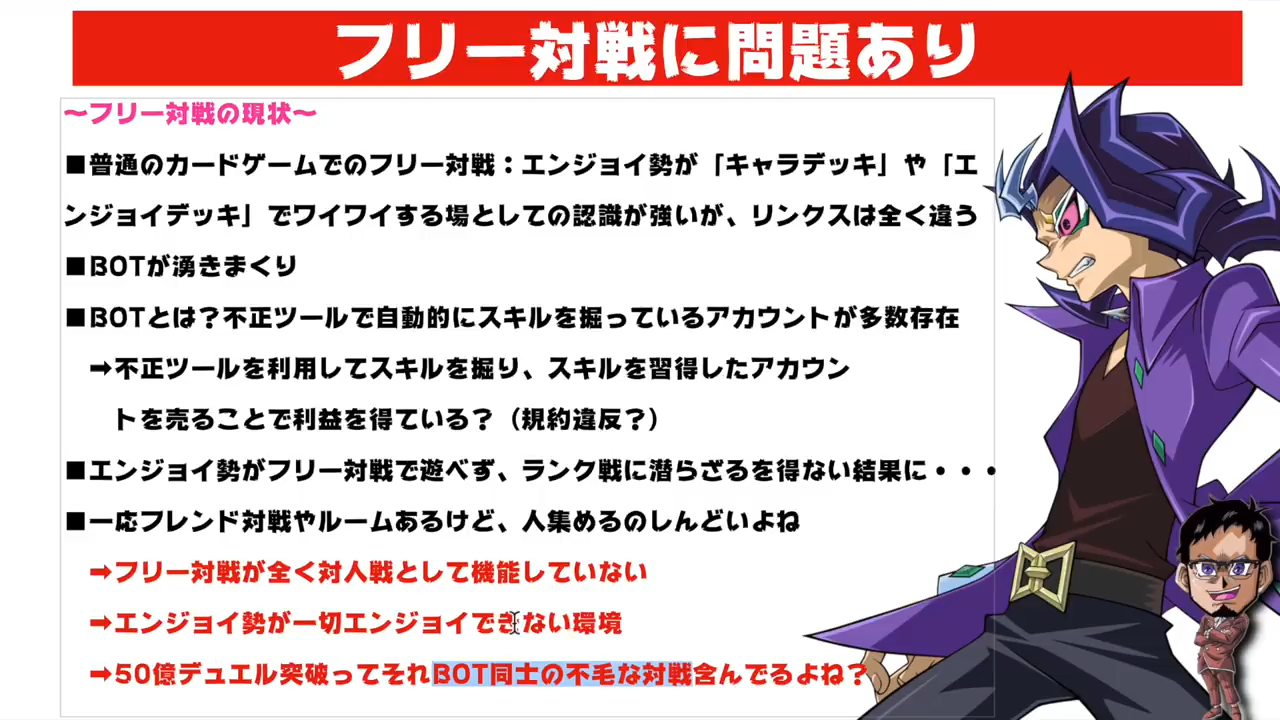 フリー対戦に問題あり
～フリー対戦の現状～
■普通のカードゲームでのフリー対戦：エンジョイ勢が「キャラデッキ」や「エ
ンジョイデッキ」でワイワイする場としての認識が強いが、リンクスは全く違う
■BOTが湧きまくり
■BOTとは？不正ツールで自動的にスキルを掘っているアカウントが多数存在
➡不正ツールを利用してスキルを掘り、スキルを習得したアカウン
トを売ることで利益を得ている？（規約違反？）
■エンジョイ勢がフリー対戦で遊べず、ランク戦に潜らざるを得ない結果に・・・
■一応フレンド対戦やルームあるけど、人集めるのしんどいよね
➡フリー対戦が全く対人戦として機能していない
➡エンジョイ勢が一切エンジョイできない環境
➡50億デュエル突破ってそれBOT同士の不毛な対戦含んでるよね？